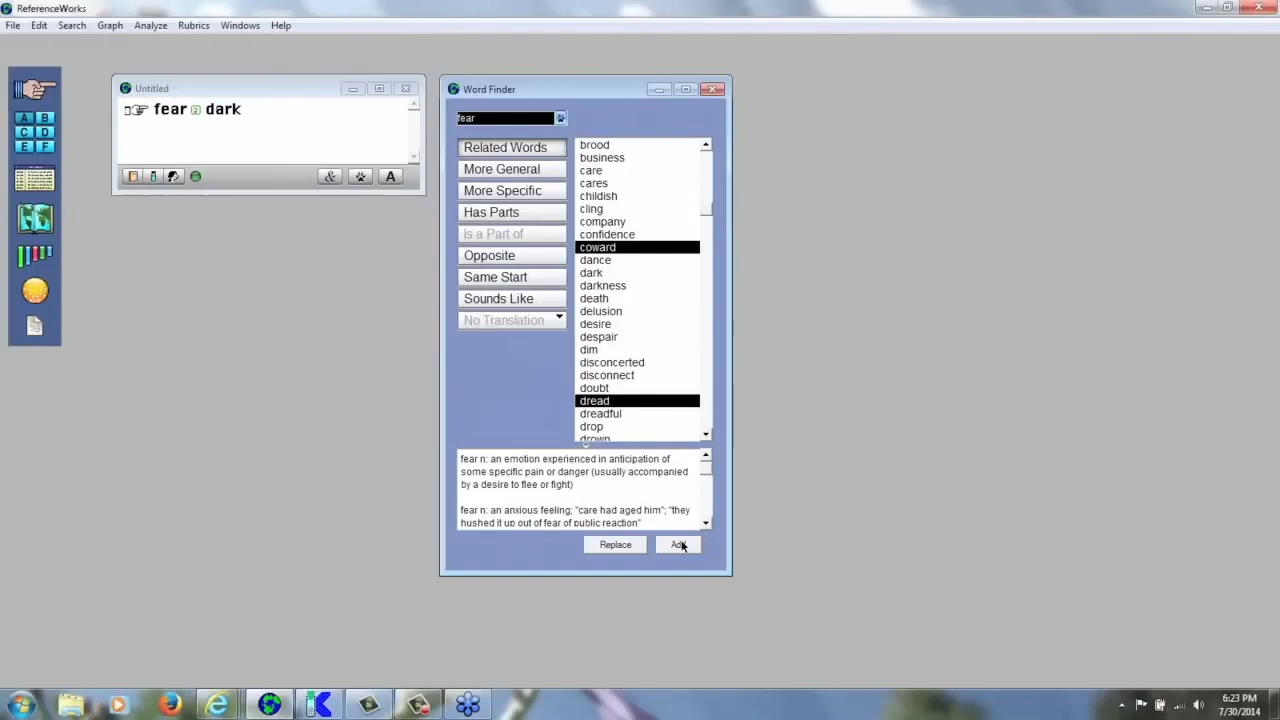 ReferenceWorks
File Edit Search Graph Analyze Rubrics Windows Help
A B
C D
E F
Untitled
fear 2 dark
&
A
Word Finder
fear
Related Words
More General
More Specific
Has Parts
Is a Part of
Opposite
Same Start
Sounds Like
No Translation
brood
business
care
cares
childish
cling
company
confidence
coward
dance
dark
darkness
death
delusion
desire
despair
dim
disconcerted
disconnect
doubt
dread
dreadful
drop
drown
fear n: an emotion experienced in anticipation of
some specific pain or danger (usually accompanied
by a desire to flee or fight)
fear n: an anxious feeling; "care had aged him"; "they
hushed it up out of fear of public reaction"
Replace Add
6:23 PM
7/30/2014